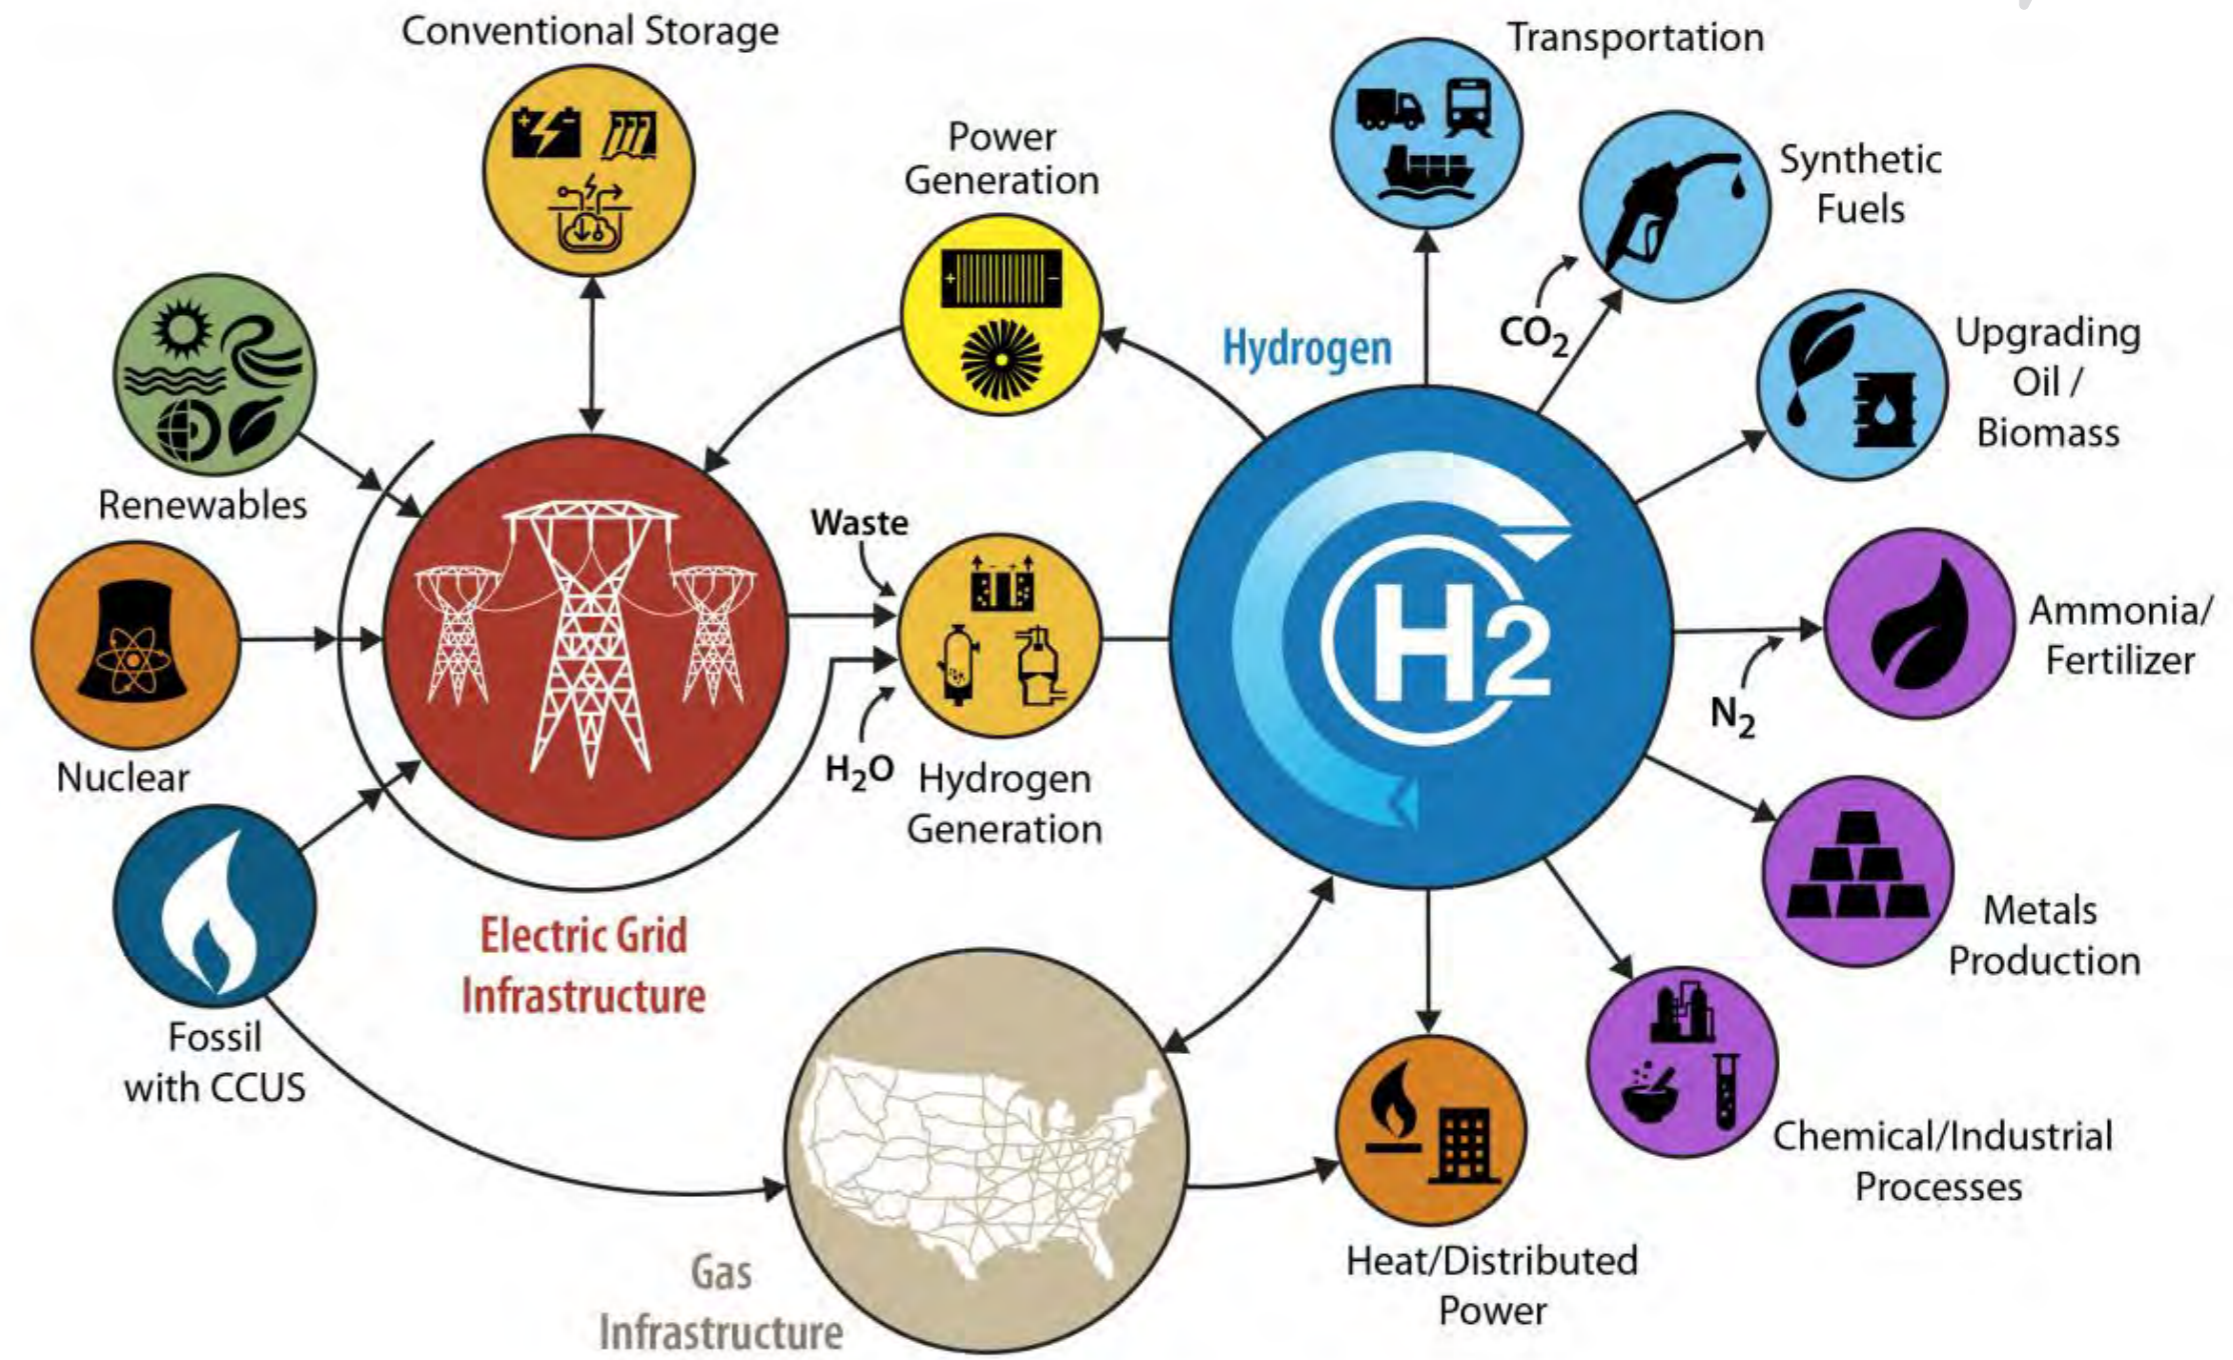 Conventional Storage
Transportation
Power
Generation
Synthetic
Fuels
CO2
Hydrogen
Upgrading
Oil /
Biomass
Renewables
Waste
H2
Ammonia/
Fertilizer
N2
Nuclear
H2O
Hydrogen
Generation
Electric Grid
Infrastructure
Metals
Production
Fossil
with CCUS
Chemical/Industrial
Processes
Gas
Infrastructure
Heat/Distributed
Power